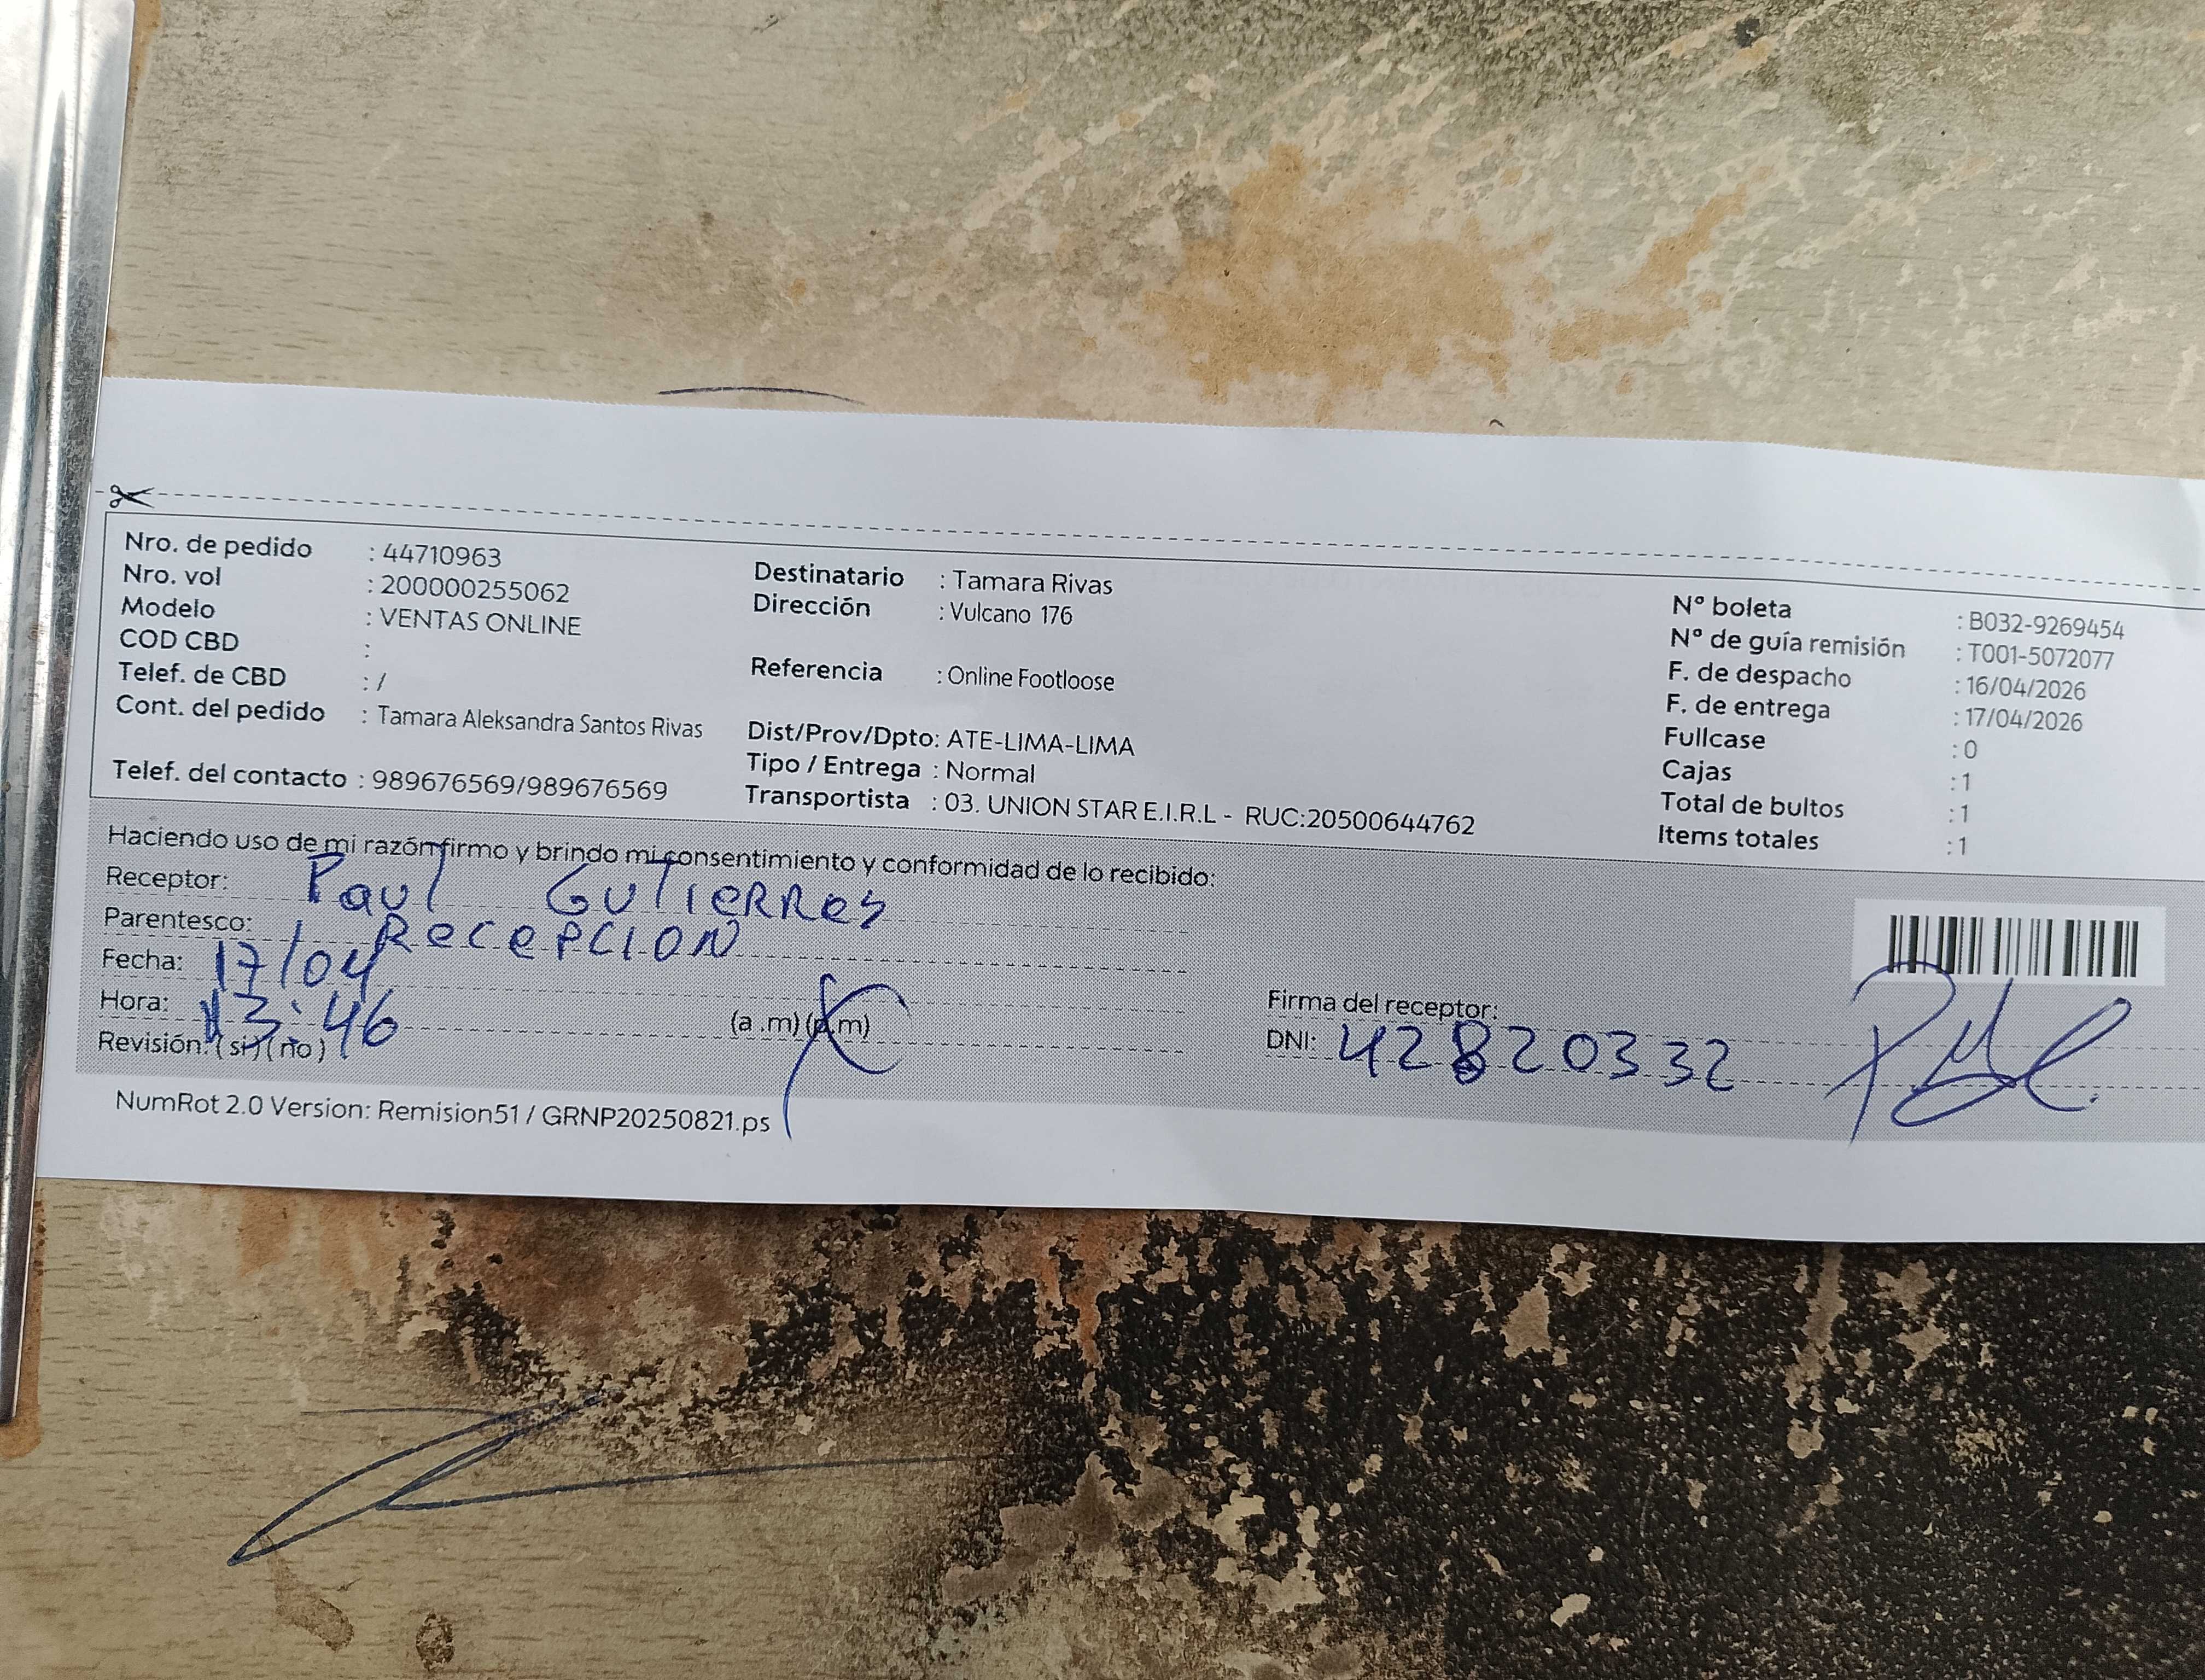 Nro. de pedido : 44710963
Nro. vol : 200000255062
Modelo : VENTAS ONLINE
COD CBD :
Telef. de CBD : /
Cont. del pedido : Tamara Aleksandra Santos Rivas
Telef. del contacto : 989676569/989676569
Destinatario : Tamara Rivas
Dirección : Vulcano 176
Referencia : Online Footloose
Dist/Prov/Dpto: ATE-LIMA-LIMA
Tipo / Entrega : Normal
Transportista : 03. UNION STAR E.I.R.L - RUC:20500644762
N° boleta : B032-9269454
N° de guía remisión : T001-5072077
F. de despacho : 16/04/2026
F. de entrega : 17/04/2026
Fullcase : 0
Cajas : 1
Total de bultos : 1
Items totales : 1
Haciendo uso de mi razón firmo y brindo mi consentimiento y conformidad de lo recibido:
Receptor: Paul GUTIERRes
Parentesco: RecePCION
Fecha: 17/04
Hora: 13:46 (a .m) (p.m)
Revisión: (si) (no)
Firma del receptor:
DNI: 42820332
NumRot 2.0 Version: Remision51 / GRNP20250821.ps